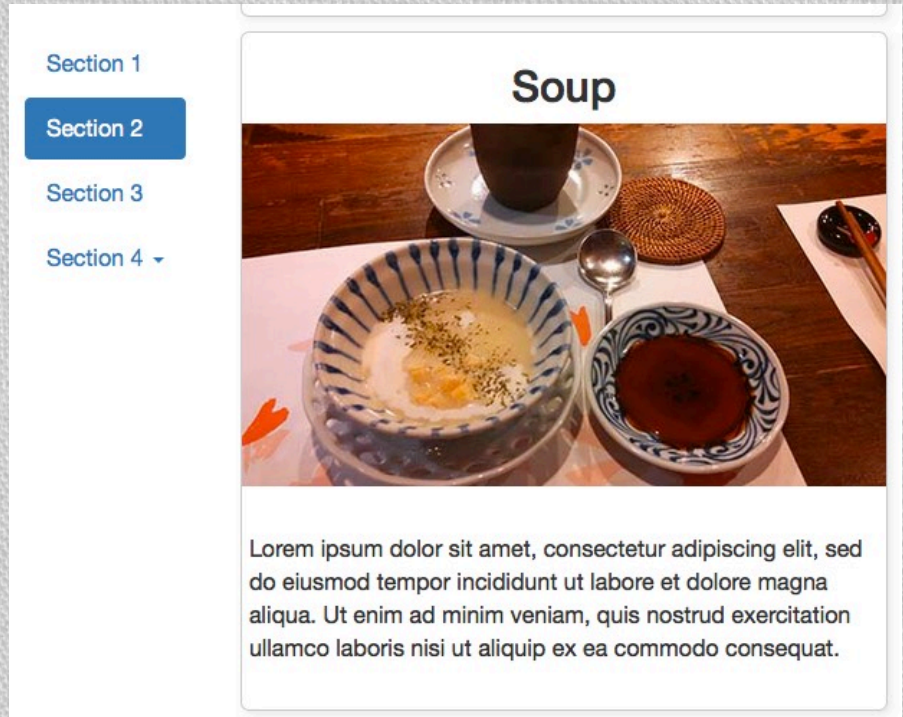 Section 1
Section 2
Section 3
Section 4
Soup
Lorem ipsum dolor sit amet, consectetur adipiscing elit, sed
do eiusmod tempor incididunt ut labore et dolore magna
aliqua. Ut enim ad minim veniam, quis nostrud exercitation
ullamco laboris nisi ut aliquip ex ea commodo consequat.